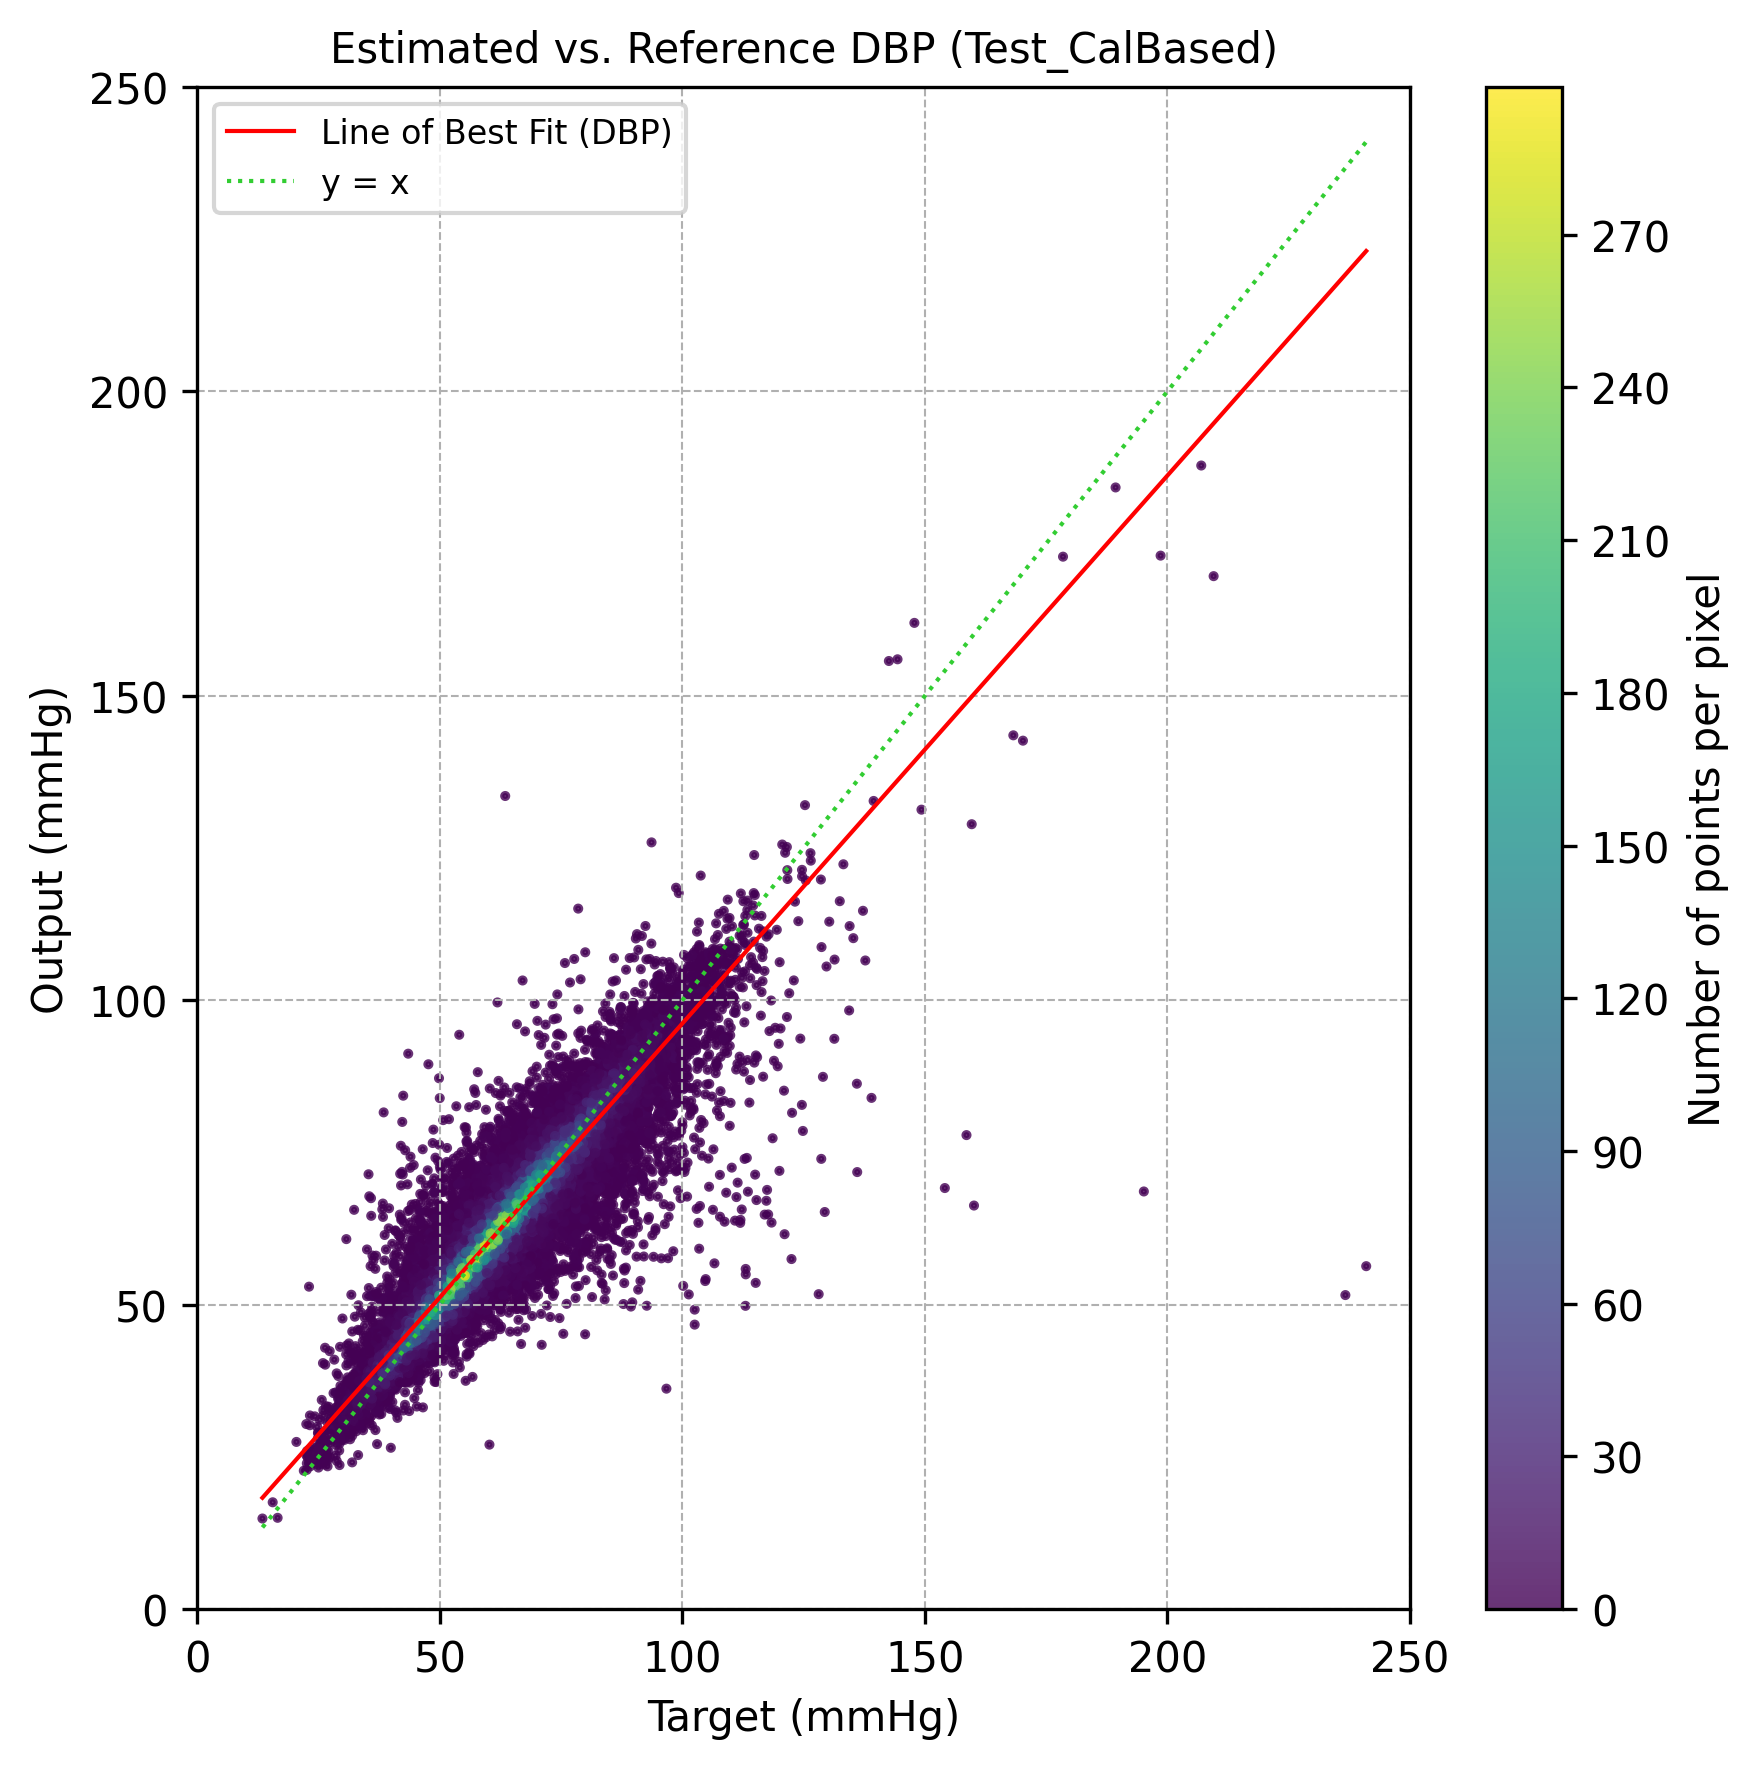 Estimated vs. Reference DBP (Test_CalBased)
Line of Best Fit (DBP)
y = x
250
200
150
100
50
0
Output (mmHg)
0 50 100 150 200 250
Target (mmHg)
270
240
210
180
150
120
90
60
30
0
Number of points per pixel